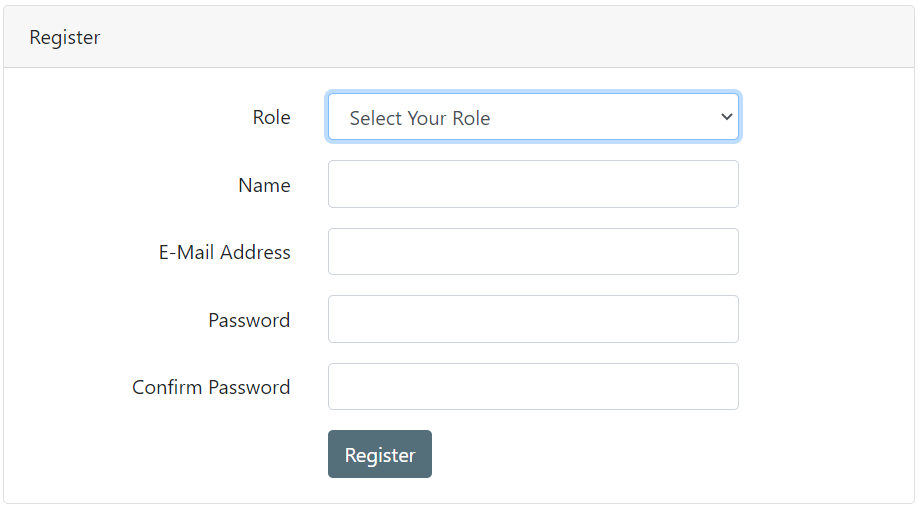 Register
Role Select Your Role
Name
E-Mail Address
Password
Confirm Password
Register